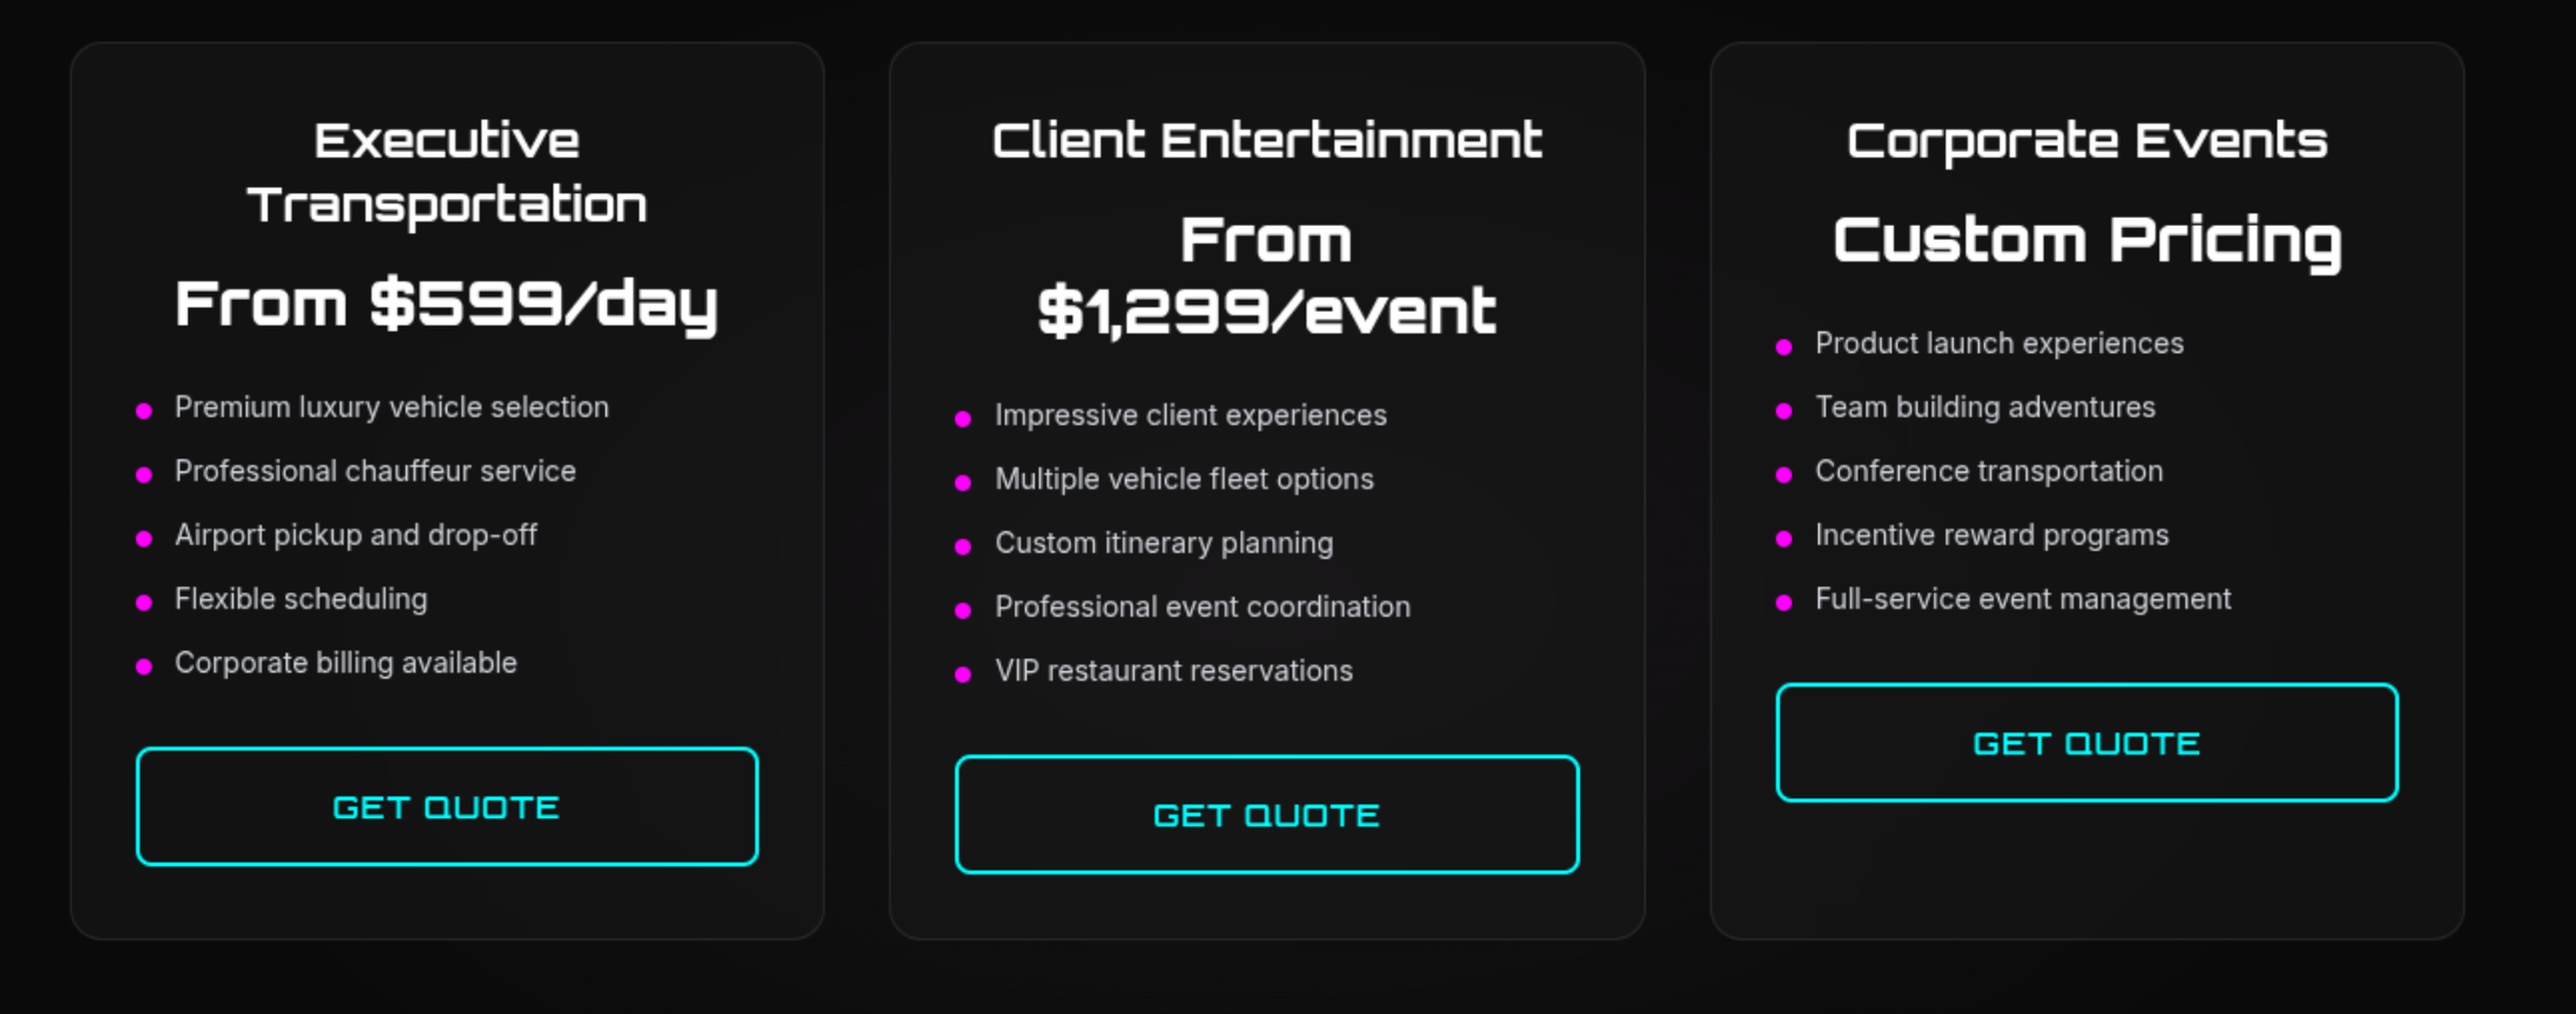 Executive
Transportation
From $599/day
Premium luxury vehicle selection
Professional chauffeur service
Airport pickup and drop-off
Flexible scheduling
Corporate billing available
GET QUOTE
Client Entertainment
From
$1,299/event
Impressive client experiences
Multiple vehicle fleet options
Custom itinerary planning
Professional event coordination
VIP restaurant reservations
GET QUOTE
Corporate Events
Custom Pricing
Product launch experiences
Team building adventures
Conference transportation
Incentive reward programs
Full-service event management
GET QUOTE